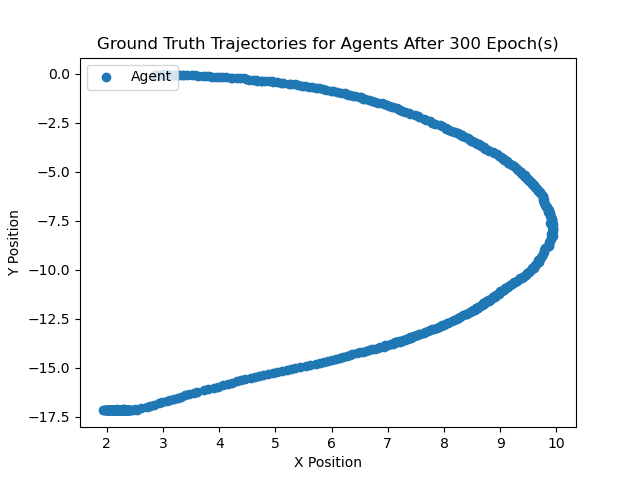 Ground Truth Trajectories for Agents After 300 Epoch(s)
Agent
0.0
−2.5
−5.0
−7.5
−10.0
−12.5
−15.0
−17.5
Y Position
2 3 4 5 6 7 8 9 10
X Position